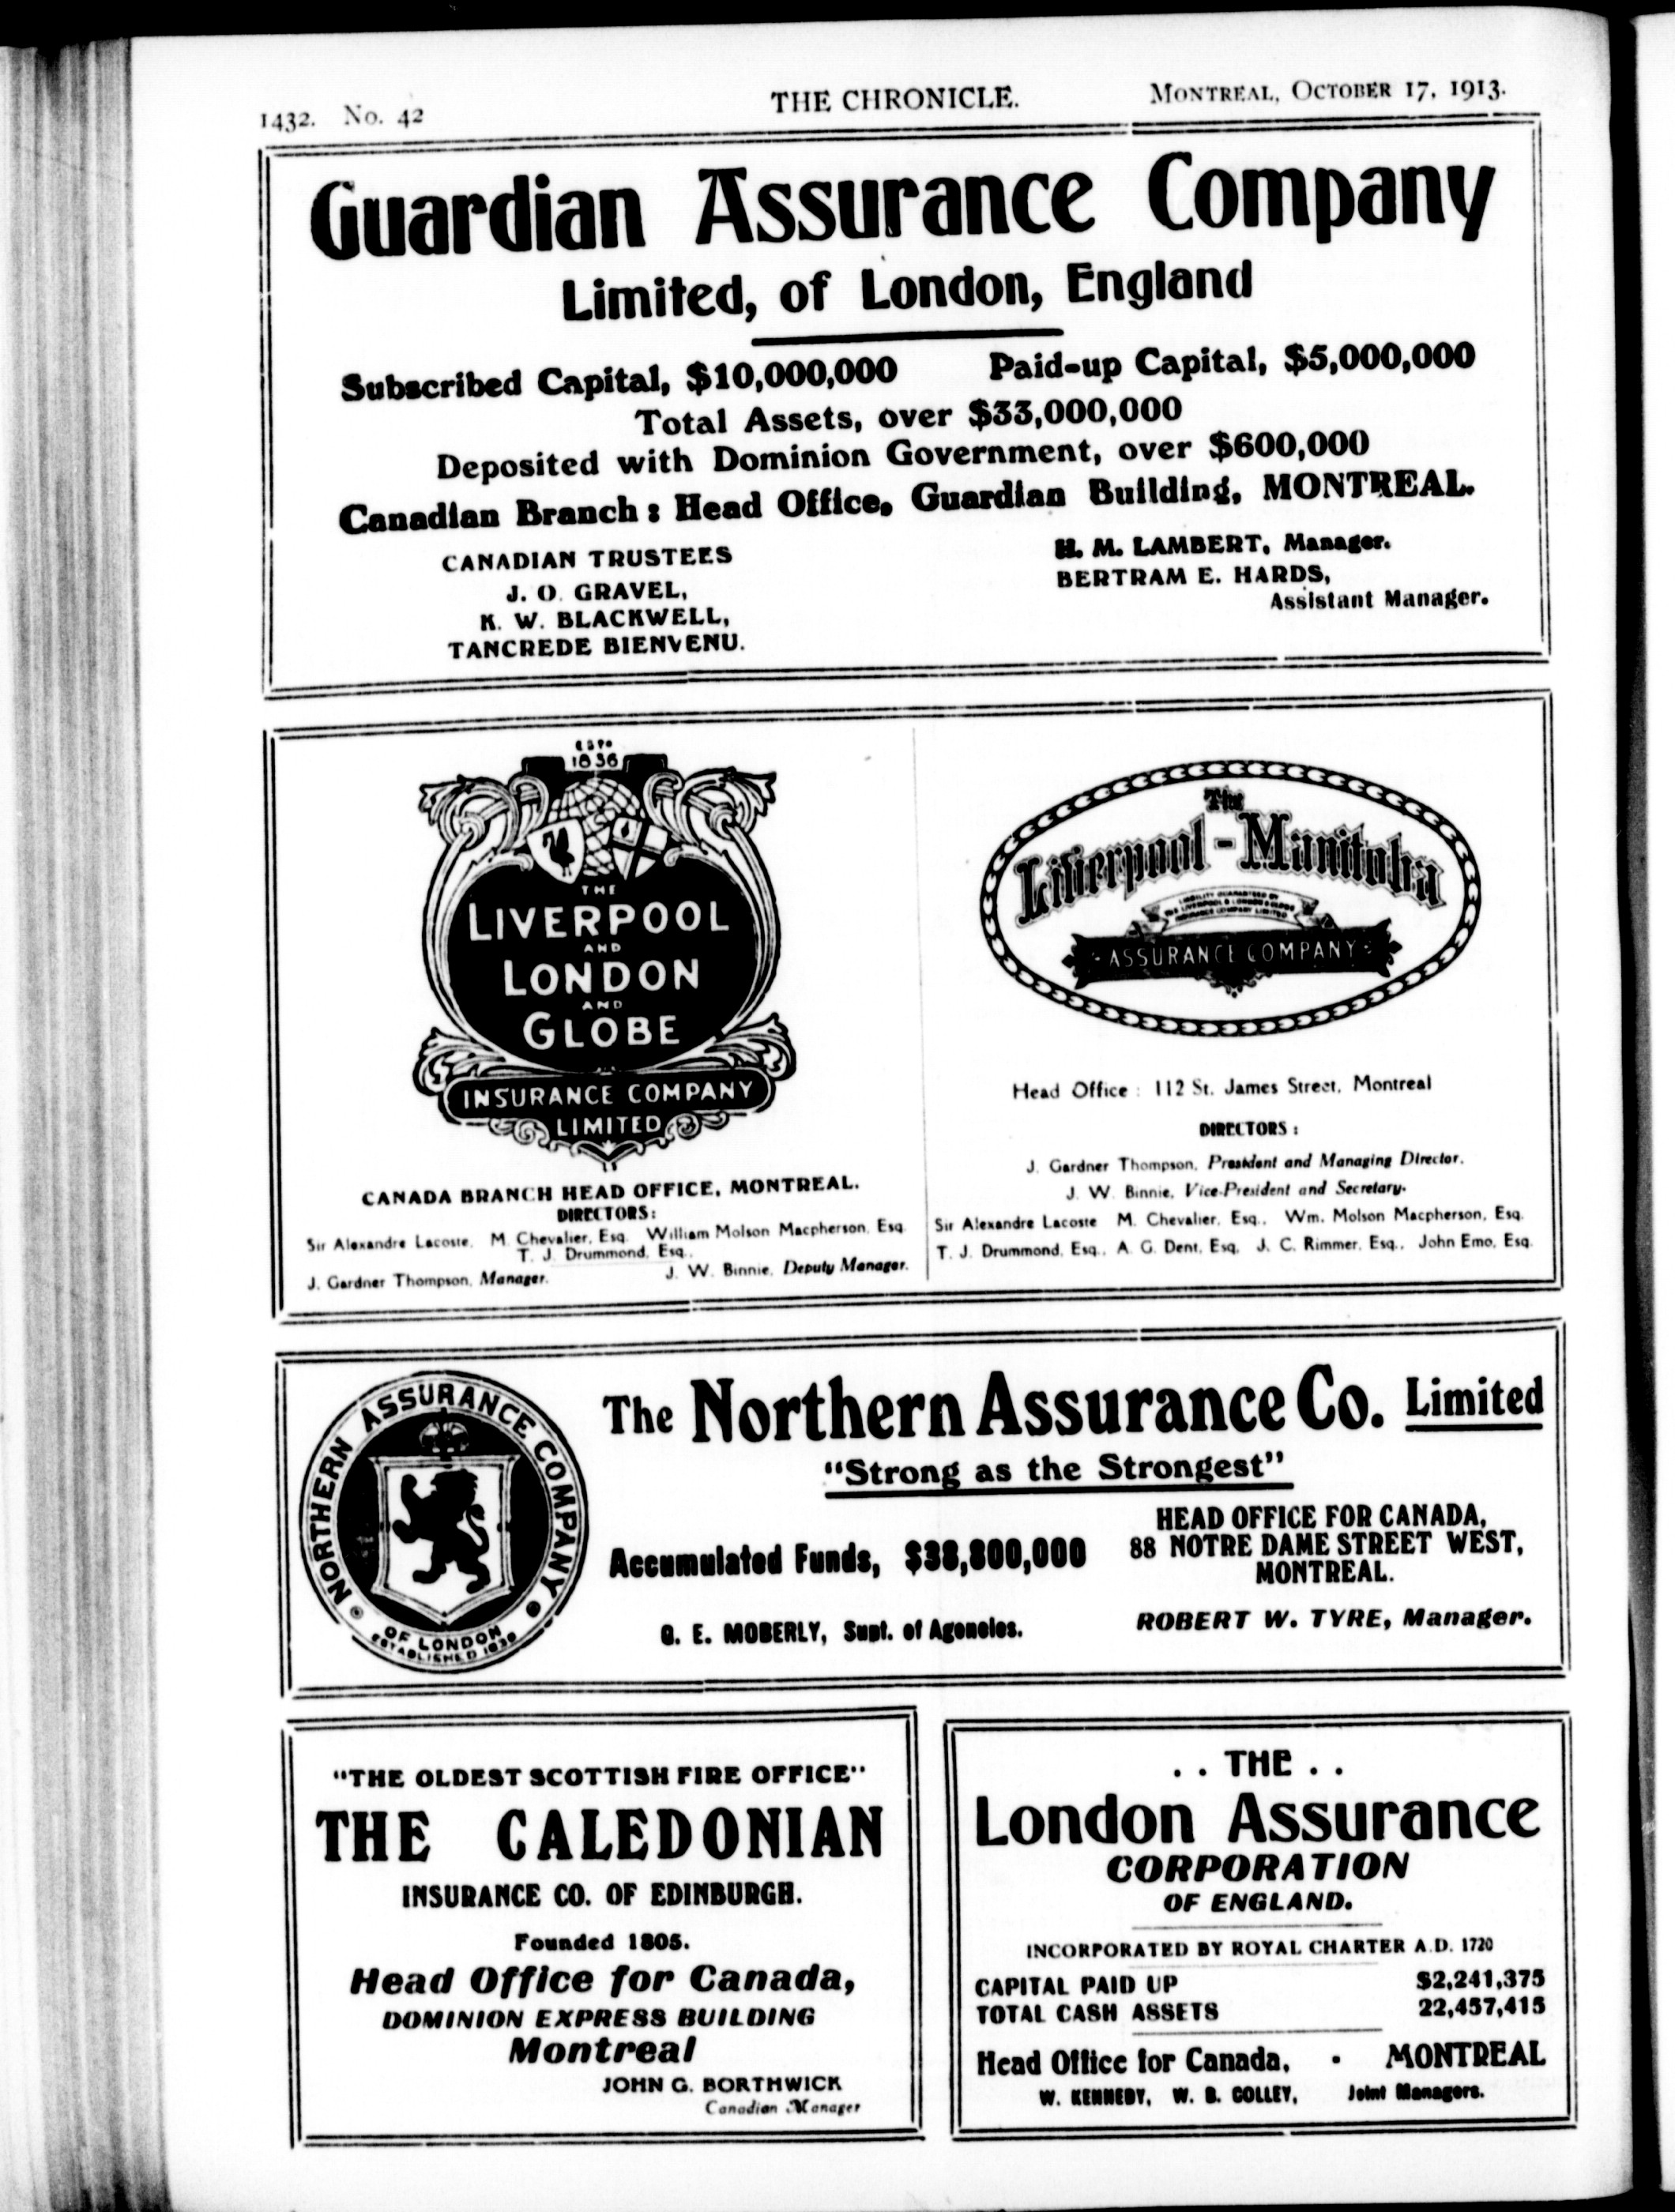 1432. No. 42
THE CHRONICLE.
MONTREAL, OCTOBER 17, 1913.
Guardian Assurance Company
Limited, of London, England
Subscribed Capital, $10,000,000 Paid-up Capital, $5,000,000
Total Assets, over $33,000,000
Deposited with Dominion Government, over $600,000
Canadian Branch : Head Office, Guardian Building, MONTREAL.
CANADIAN TRUSTEES
J. O. GRAVEL,
K. W. BLACKWELL,
TANCREDE BIENVENU.
H. M. LAMBERT, Manager.
BERTRAM E. HARDS,
Assistant Manager.
ESTD
1836
THE
LIVERPOOL
AND
LONDON
AND
GLOBE
INSURANCE COMPANY
LIMITED
CANADA BRANCH HEAD OFFICE, MONTREAL.
DIRECTORS:
Sir Alexandre Lacoste, M. Chevalier, Esq. William Molson Macpherson, Esq.
T. J. Drummond, Esq.,
J. Gardner Thompson, Manager. J. W. Binnie, Deputy Manager.
The
Liverpool-Manitoba
LIABILITY GUARANTEED BY
THE LIVERPOOL & LONDON & GLOBE
INSURANCE COMPANY LIMITED
ASSURANCE COMPANY
Head Office : 112 St. James Street, Montreal
DIRECTORS :
J. Gardner Thompson, President and Managing Director.
J. W. Binnie, Vice-President and Secretary.
Sir Alexandre Lacoste M. Chevalier, Esq., Wm. Molson Macpherson, Esq.
T. J. Drummond, Esq., A. G. Dent, Esq. J. C. Rimmer, Esq., John Emo, Esq.
NORTHERN ASSURANCE COMPANY
OF LONDON
ESTABLISHED 1836
The Northern Assurance Co. Limited
"Strong as the Strongest"
Accumulated Funds, $38,800,000
HEAD OFFICE FOR CANADA,
88 NOTRE DAME STREET WEST,
MONTREAL.
G. E. MOBERLY, Supt. of Agencies.
ROBERT W. TYRE, Manager.
"THE OLDEST SCOTTISH FIRE OFFICE"
THE CALEDONIAN
INSURANCE CO. OF EDINBURGH.
Founded 1805.
Head Office for Canada,
DOMINION EXPRESS BUILDING
Montreal
JOHN G. BORTHWICK
Canadian Manager
. . THE . .
London Assurance
CORPORATION
OF ENGLAND.
INCORPORATED BY ROYAL CHARTER A.D. 1720
CAPITAL PAID UP $2,241,375
TOTAL CASH ASSETS 22,457,415
Head Office for Canada, - MONTREAL
W. KENNEDY, W. B. COLLEY, Joint Managers.